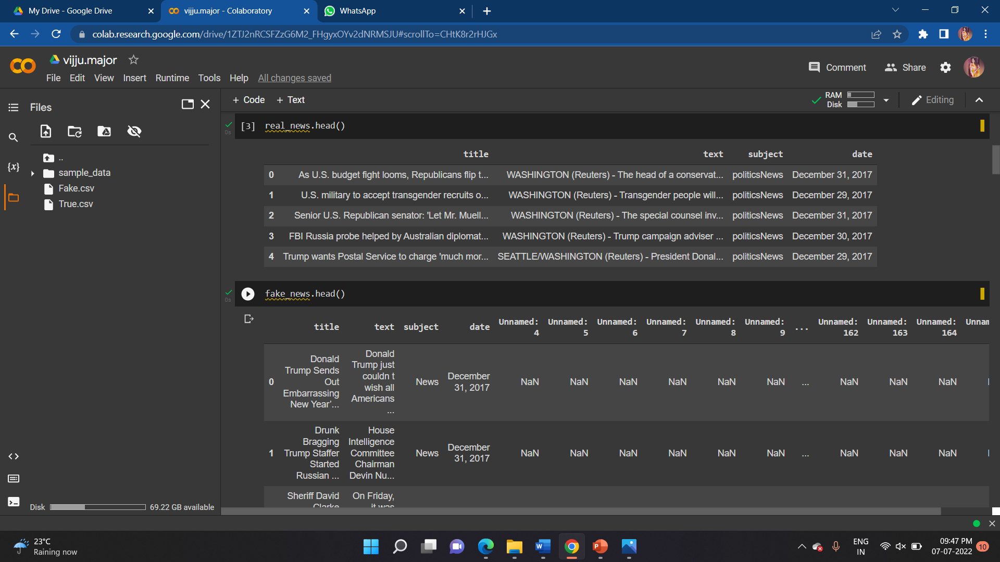 My Drive - Google Drive
vijju.major - Colaboratory
WhatsApp
colab.research.google.com/drive/1ZTJ2nRCSFZzG6M2_FHgyxOYv2dNRMSJU#scrollTo=CHtK8r2rHJGx
vijju.major
File Edit View Insert Runtime Tools Help All changes saved
Comment Share
Files
+ Code + Text
RAM
Disk
Editing
..
sample_data
Fake.csv
True.csv
0s
[3] real_news.head()
title text subject date
0 As U.S. budget fight looms, Republicans flip t... WASHINGTON (Reuters) - The head of a conservat... politicsNews December 31, 2017
1 U.S. military to accept transgender recruits o... WASHINGTON (Reuters) - Transgender people will... politicsNews December 29, 2017
2 Senior U.S. Republican senator: 'Let Mr. Muell... WASHINGTON (Reuters) - The special counsel inv... politicsNews December 31, 2017
3 FBI Russia probe helped by Australian diplomat... WASHINGTON (Reuters) - Trump campaign adviser ... politicsNews December 30, 2017
4 Trump wants Postal Service to charge 'much mor... SEATTLE/WASHINGTON (Reuters) - President Donal... politicsNews December 29, 2017
0s
fake_news.head()
title text subject date Unnamed: 4 Unnamed: 5 Unnamed: 6 Unnamed: 7 Unnamed: 8 Unnamed: 9 ... Unnamed: 162 Unnamed: 163 Unnamed: 164
0
Donald
Trump Sends
Out
Embarrassing
New Year'...
Donald
Trump just
couldn t
wish all
Americans
...
News
December
31, 2017
NaN NaN NaN NaN NaN NaN ... NaN NaN NaN
1
Drunk
Bragging
Trump Staffer
Started
Russian ...
House
Intelligence
Committee
Chairman
Devin Nu...
News
December
31, 2017
NaN NaN NaN NaN NaN NaN ... NaN NaN NaN
Sheriff David
Clarke
On Friday,
it was
Disk 69.22 GB available
23°C
Raining now
ENG
IN
09:47 PM
07-07-2022
10